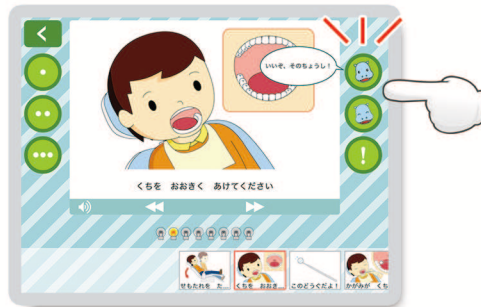 いいぞ、そのちょうし!
くちを おおきく あけてください
!
せもたれを た…
くちを おおき…
このどうぐだよ!
かがみが くち